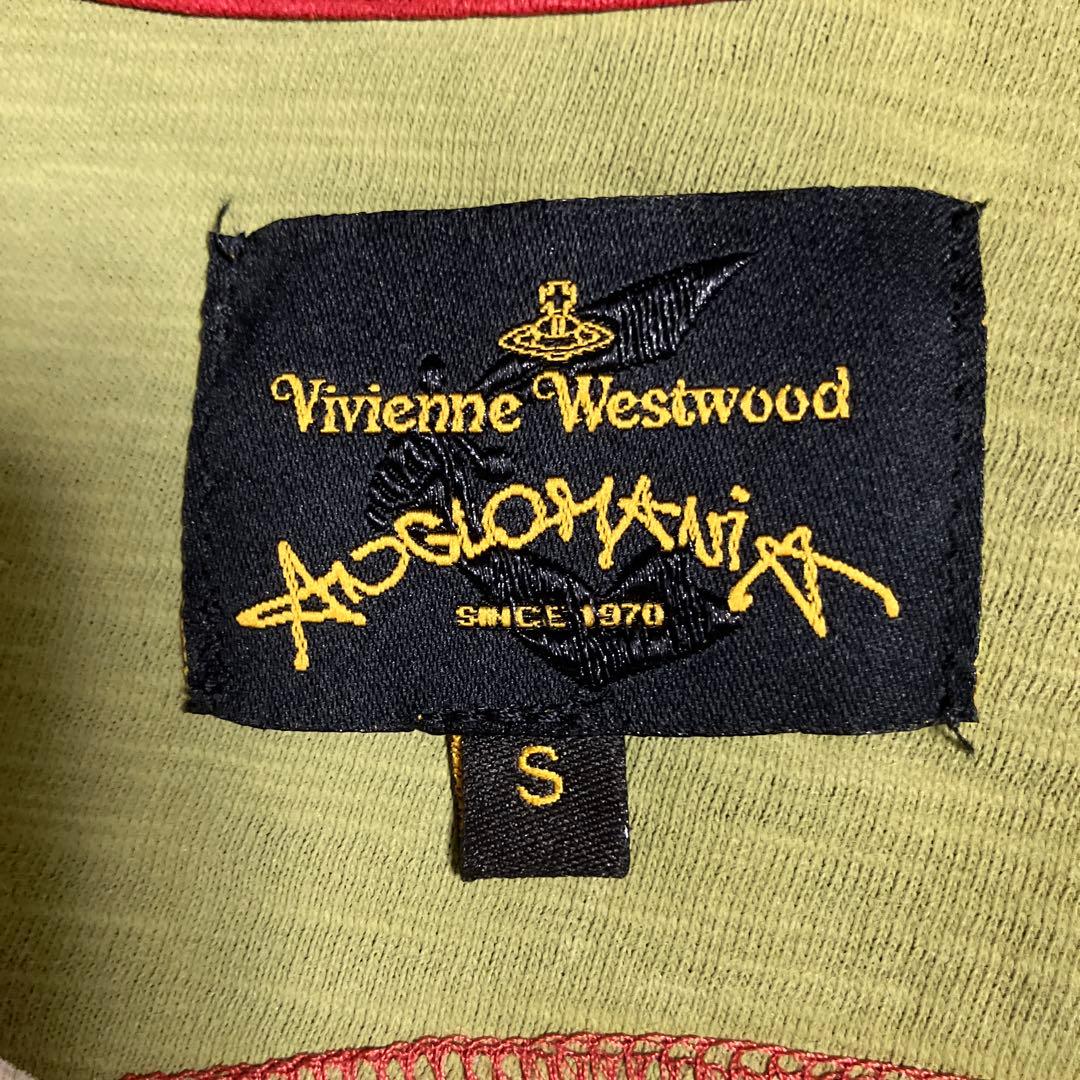 Vivienne Westwood
ANGLOMANiA
SINCE 1970
S